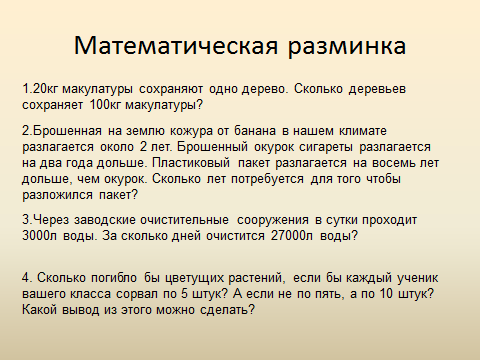 Математическая разминка
1.20кг макулатуры сохраняют одно дерево. Сколько деревьев
сохраняет 100кг макулатуры?
2.Брошенная на землю кожура от банана в нашем климате
разлагается около 2 лет. Брошенный окурок сигареты разлагается
на два года дольше. Пластиковый пакет разлагается на восемь лет
дольше, чем окурок. Сколько лет потребуется для того чтобы
разложился пакет?
3.Через заводские очистительные сооружения в сутки проходит
3000л воды. За сколько дней очистится 27000л воды?
4. Сколько погибло бы цветущих растений, если бы каждый ученик
вашего класса сорвал по 5 штук? А если не по пять, а по 10 штук?
Какой вывод из этого можно сделать?